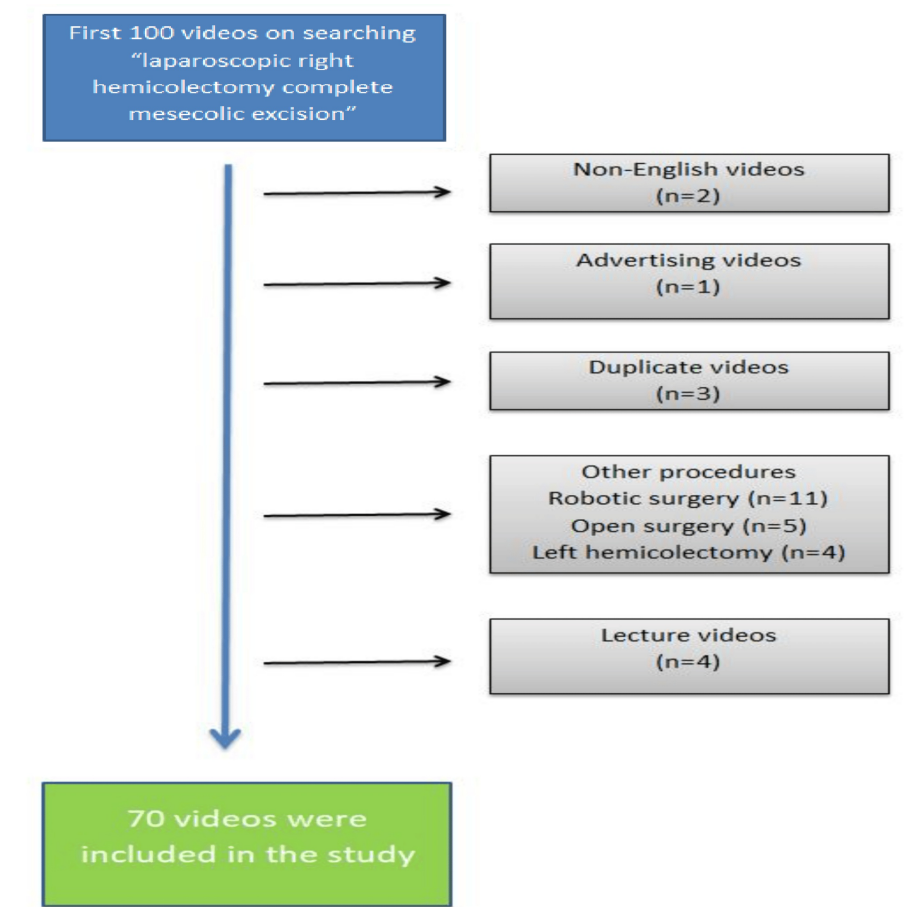 First 100 videos on searching
“laparoscopic right
hemicolectomy complete
mesecolic excision“
Non-English videos
(n=2)
Advertising videos
(n=1)
Duplicate videos
(n=3)
Other procedures
Robotic surgery (n=11)
Open surgery (n=5)
Left hemicolectomy (n=4)
Lecture videos
(n=4)
70 videos were
included in the study